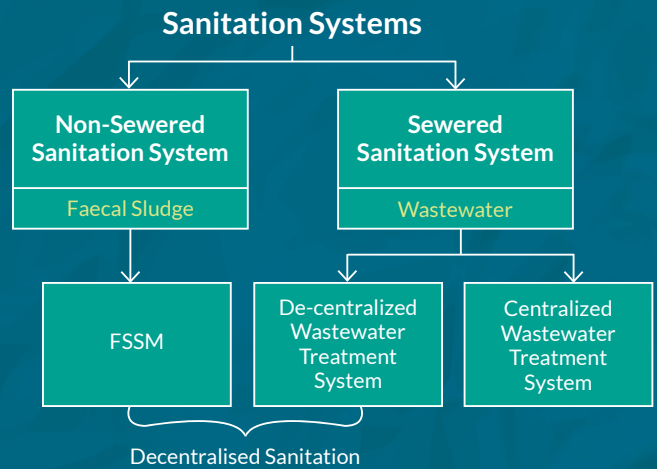 Sanitation Systems
Non-Sewered
Sanitation System
Faecal Sludge
Sewered
Sanitation System
Wastewater
FSSM
De-centralized
Wastewater
Treatment
System
Centralized
Wastewater
Treatment
System
Decentralised Sanitation